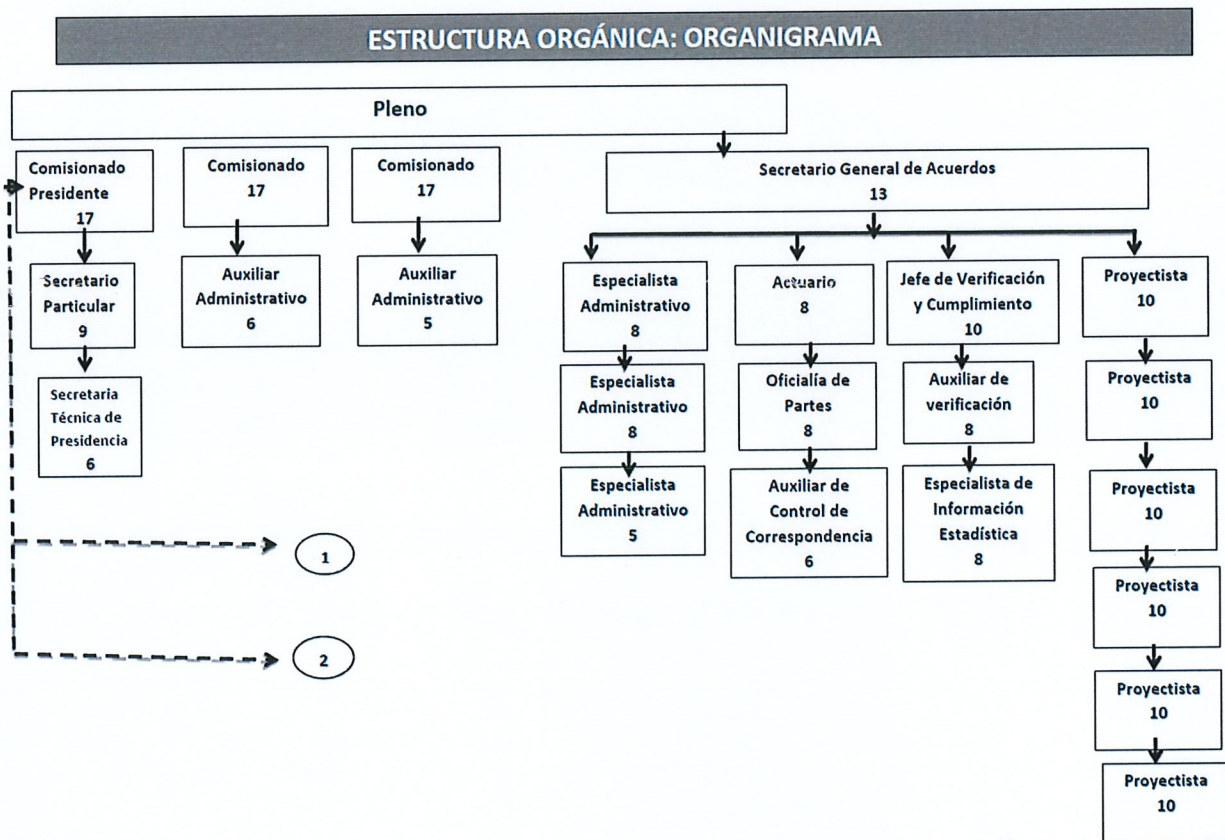 ESTRUCTURA ORGÁNICA: ORGANIGRAMA
Pleno
Comisionado
Presidente
17
Comisionado
17
Comisionado
17
Secretario General de Acuerdos
13
Secretario
Particular
9
Auxiliar
Administrativo
6
Auxiliar
Administrativo
5
Especialista
Administrativo
8
Actuario
8
Jefe de Verificación
y Cumplimiento
10
Proyectista
10
Secretaria
Técnica de
Presidencia
6
Especialista
Administrativo
8
Oficialía de
Partes
8
Auxiliar de
verificación
8
Proyectista
10
Especialista
Administrativo
5
Auxiliar de
Control de
Correspondencia
6
Especialista de
Información
Estadística
8
Proyectista
10
1
Proyectista
10
2
Proyectista
10
Proyectista
10